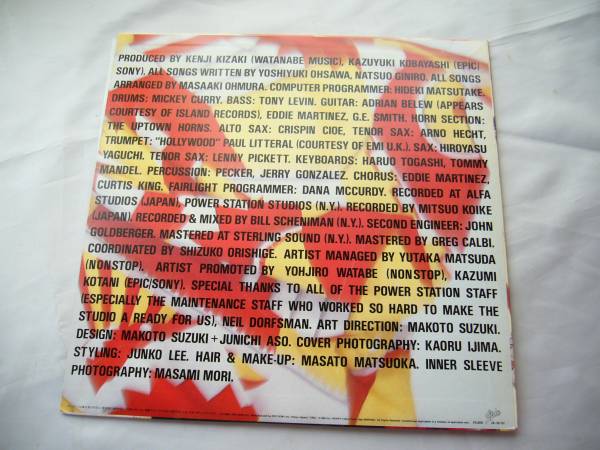 PRODUCED BY KENJI KIZAKI (WATANABE MUSIC), KAZUYUKI KOBAYASHI (EPIC/
SONY). ALL SONGS WRITTEN BY YOSHIYUKI OHSAWA, NATSUO GINIRO. ALL SONGS
ARRANGED BY MASAAKI OHMURA. COMPUTER PROGRAMMER: HIDEKI MATSUTAKE.
DRUMS: MICKEY CURRY. BASS: TONY LEVIN. GUITAR: ADRIAN BELEW (APPEARS
COURTESY OF ISLAND RECORDS), EDDIE MARTINEZ, G.E. SMITH. HORN SECTION:
THE UPTOWN HORNS. ALTO SAX: CRISPIN CIOE, TENOR SAX: ARNO HECHT,
TRUMPET: "HOLLYWOOD" PAUL LITTERAL (COURTESY OF EMI U.K.). SAX: HIROYASU
YAGUCHI. TENOR SAX: LENNY PICKETT. KEYBOARDS: HARUO TOGASHI, TOMMY
MANDEL. PERCUSSION: PECKER, JERRY GONZALEZ. CHORUS: EDDIE MARTINEZ,
CURTIS KING. FAIRLIGHT PROGRAMMER: DANA McCURDY. RECORDED AT ALFA
STUDIOS (JAPAN), POWER STATION STUDIOS (N.Y.) RECORDED BY MITSUO KOIKE
(JAPAN). RECORDED & MIXED BY BILL SCHENIMAN (N.Y.). SECOND ENGINEER: JOHN
GOLDBERGER. MASTERED AT STERLING SOUND (N.Y.). MASTERED BY GREG CALBI.
COORDINATED BY SHIZUKO ORISHIGE. ARTIST MANAGED BY YUTAKA MATSUDA
(NONSTOP), ARTIST PROMOTED BY YOHJIRO WATABE (NONSTOP), KAZUMI
KOTANI (EPIC/SONY). SPECIAL THANKS TO ALL OF THE POWER STATION STAFF
(ESPECIALLY THE MAINTENANCE STAFF WHO WORKED SO HARD TO MAKE THE
STUDIO A READY FOR US), NEIL DORFSMAN. ART DIRECTION: MAKOTO SUZUKI.
DESIGN: MAKOTO SUZUKI + JUNICHI ASO. COVER PHOTOGRAPHY: KAORU IJIMA.
STYLING: JUNKO LEE. HAIR & MAKE-UP: MASATO MATSUOKA. INNER SLEEVE
PHOTOGRAPHY: MASAMI MORI.
Epic